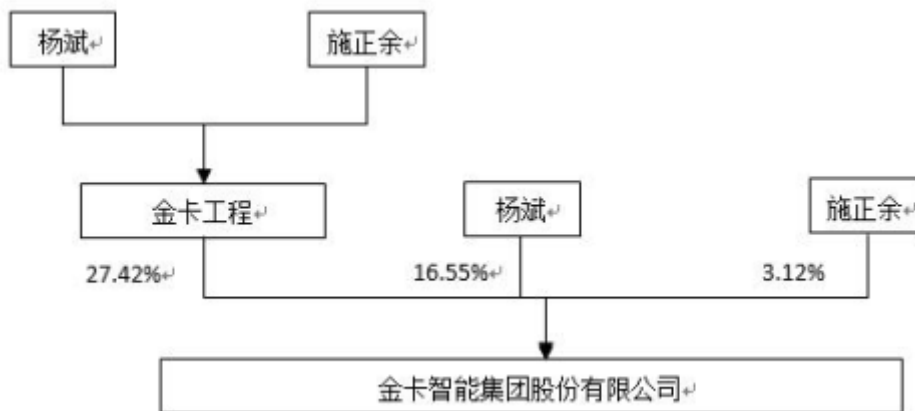 杨斌
施正余
金卡工程
杨斌
施正余
27.42%
16.55%
3.12%
金卡智能集团股份有限公司